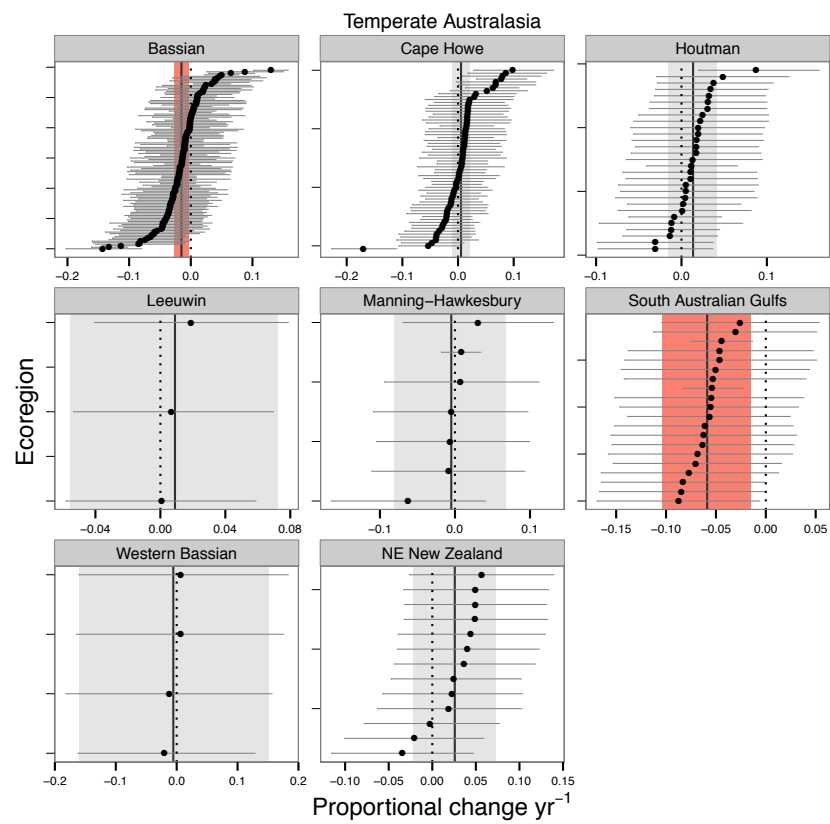 Temperate Australasia
Bassian
Cape Howe
Houtman
−0.2 −0.1 0.0 0.1
−0.2 −0.1 0.0 0.1
−0.1 0.0 0.1
Leeuwin
Manning−Hawkesbury
South Australian Gulfs
−0.04 0.00 0.04 0.08
−0.1 0.0 0.1
−0.15 −0.10 −0.05 0.00 0.05
Western Bassian
NE New Zealand
−0.2 −0.1 0.0 0.1 0.2
−0.10 −0.05 0.00 0.05 0.10 0.15
Ecoregion
Proportional change yr⁻¹